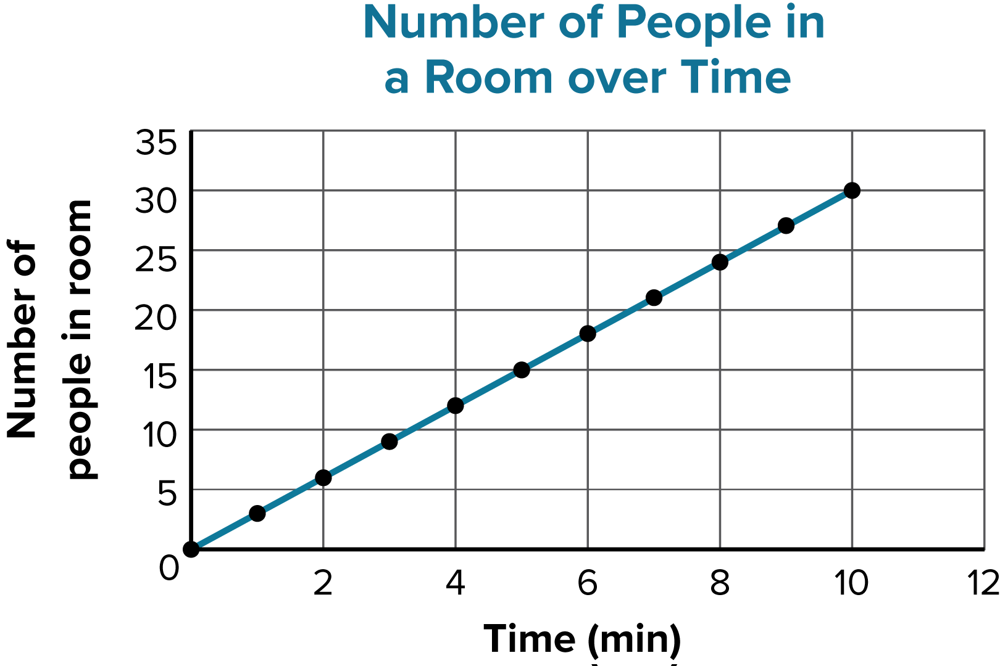 Number of People in
a Room over Time
Number of
people in room
35
30
25
20
15
10
5
0
2 4 6 8 10 12
Time (min)